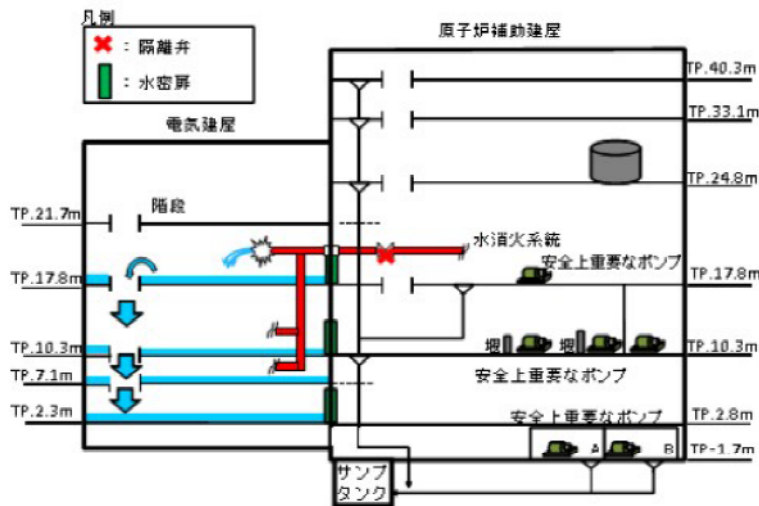 凡例
：隔離弁
：水密扉
原子炉補助建屋
電気建屋
TP.40.3m
TP.33.1m
TP.24.8m
TP.21.7m
階段
水消火系統
安全上重要なポンプ
TP.17.8m
TP.17.8m
堰
堰
TP.10.3m
TP.10.3m
安全上重要なポンプ
TP.7.1m
安全上重要なポンプ
TP.2.3m
TP.2.8m
A
B
TP-1.7m
サンプ
タンク